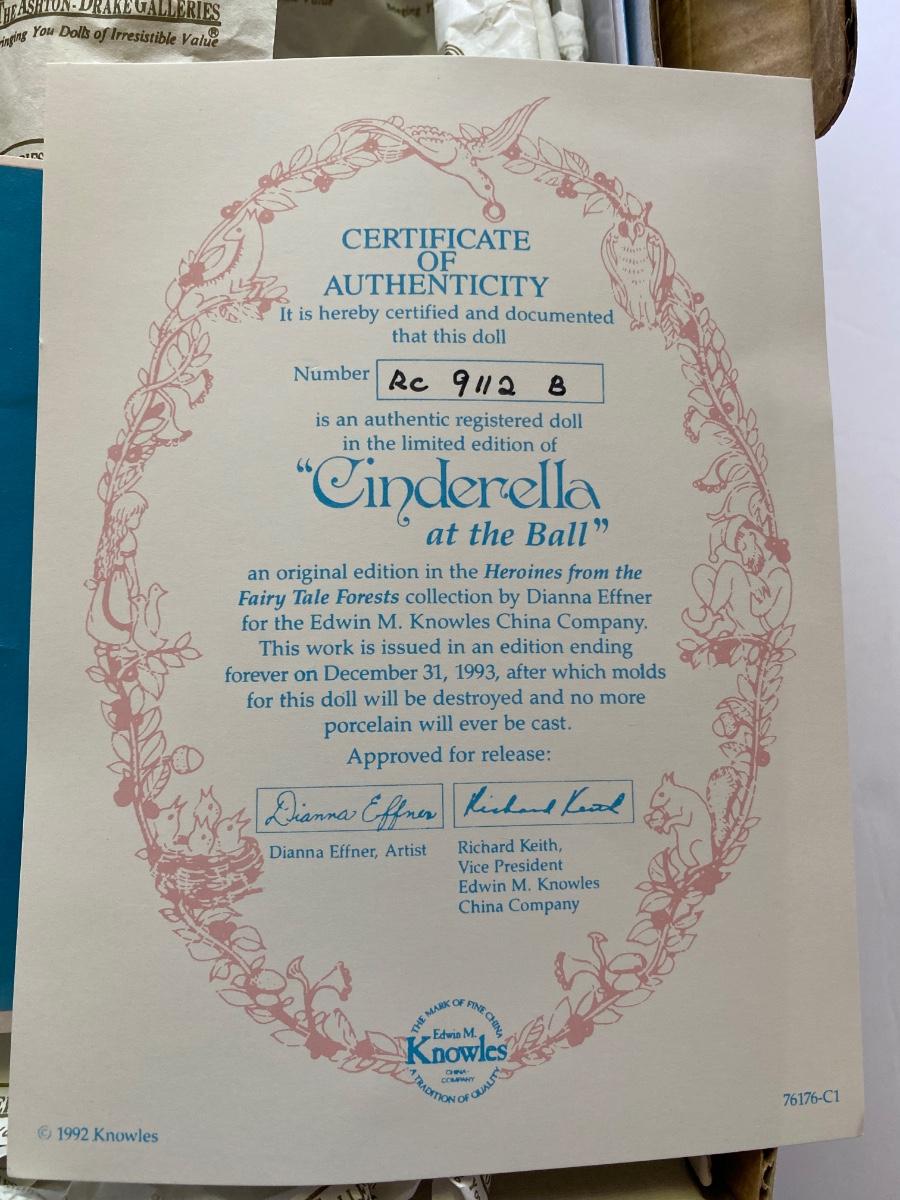 THE ASHTON-DRAKE GALLERIES
inging You Dolls of Irresistible Value®
CERTIFICATE
OF
AUTHENTICITY
It is hereby certified and documented
that this doll
Number RC 9112 B
is an authentic registered doll
in the limited edition of
“Cinderella
at the Ball”
an original edition in the Heroines from the
Fairy Tale Forests collection by Dianna Effner
for the Edwin M. Knowles China Company.
This work is issued in an edition ending
forever on December 31, 1993, after which molds
for this doll will be destroyed and no more
porcelain will ever be cast.
Approved for release:
Dianna Effner Richard Keith
Dianna Effner, Artist
Richard Keith,
Vice President
Edwin M. Knowles
China Company
THE MARK OF FINE CHINA
Edwin M.
Knowles
CHINA
COMPANY
A TRADITION OF QUALITY
76176-C1
© 1992 Knowles